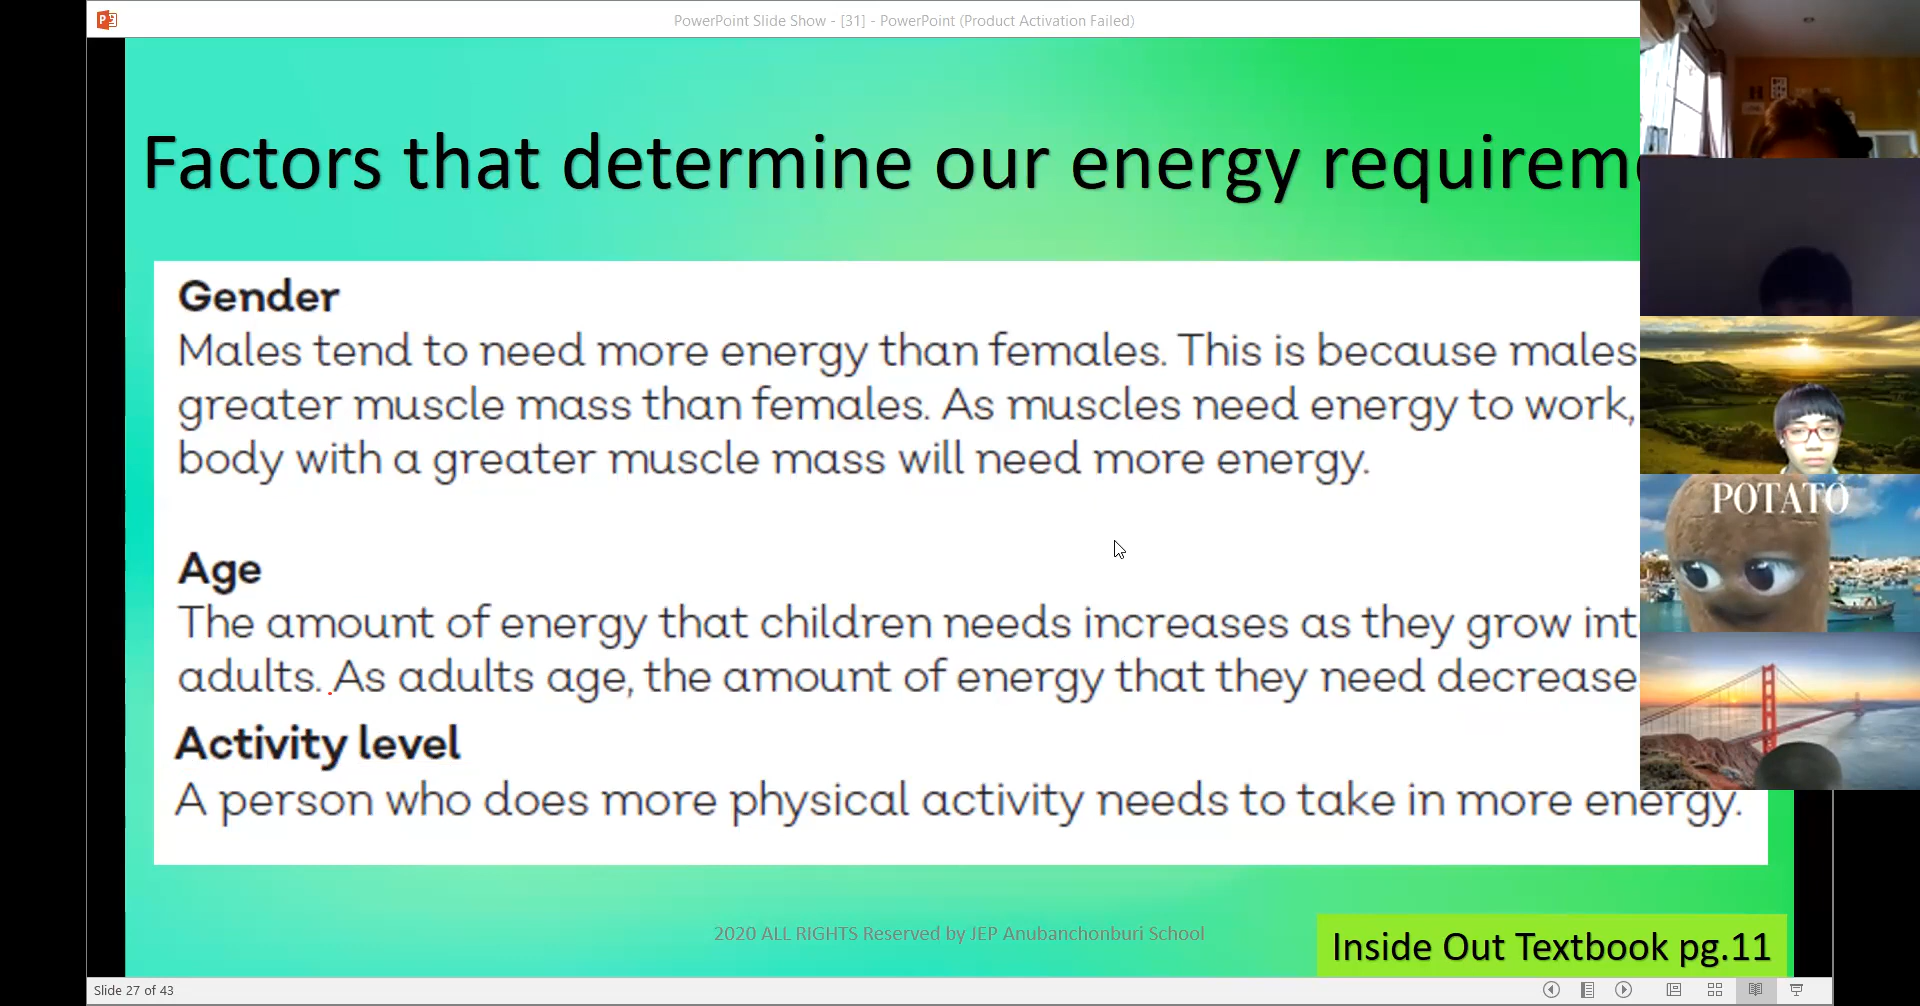 PowerPoint Slide Show - [31] - PowerPoint (Product Activation Failed)
Factors that determine our energy requirem
Gender
Males tend to need more energy than females. This is because males
greater muscle mass than females. As muscles need energy to work,
body with a greater muscle mass will need more energy.
Age
The amount of energy that children needs increases as they grow int
adults. As adults age, the amount of energy that they need decrease
Activity level
A person who does more physical activity needs to take in more energy.
2020 ALL RIGHTS Reserved by JEP Anubanchonburi School
Inside Out Textbook pg.11
Slide 27 of 43
POTATO